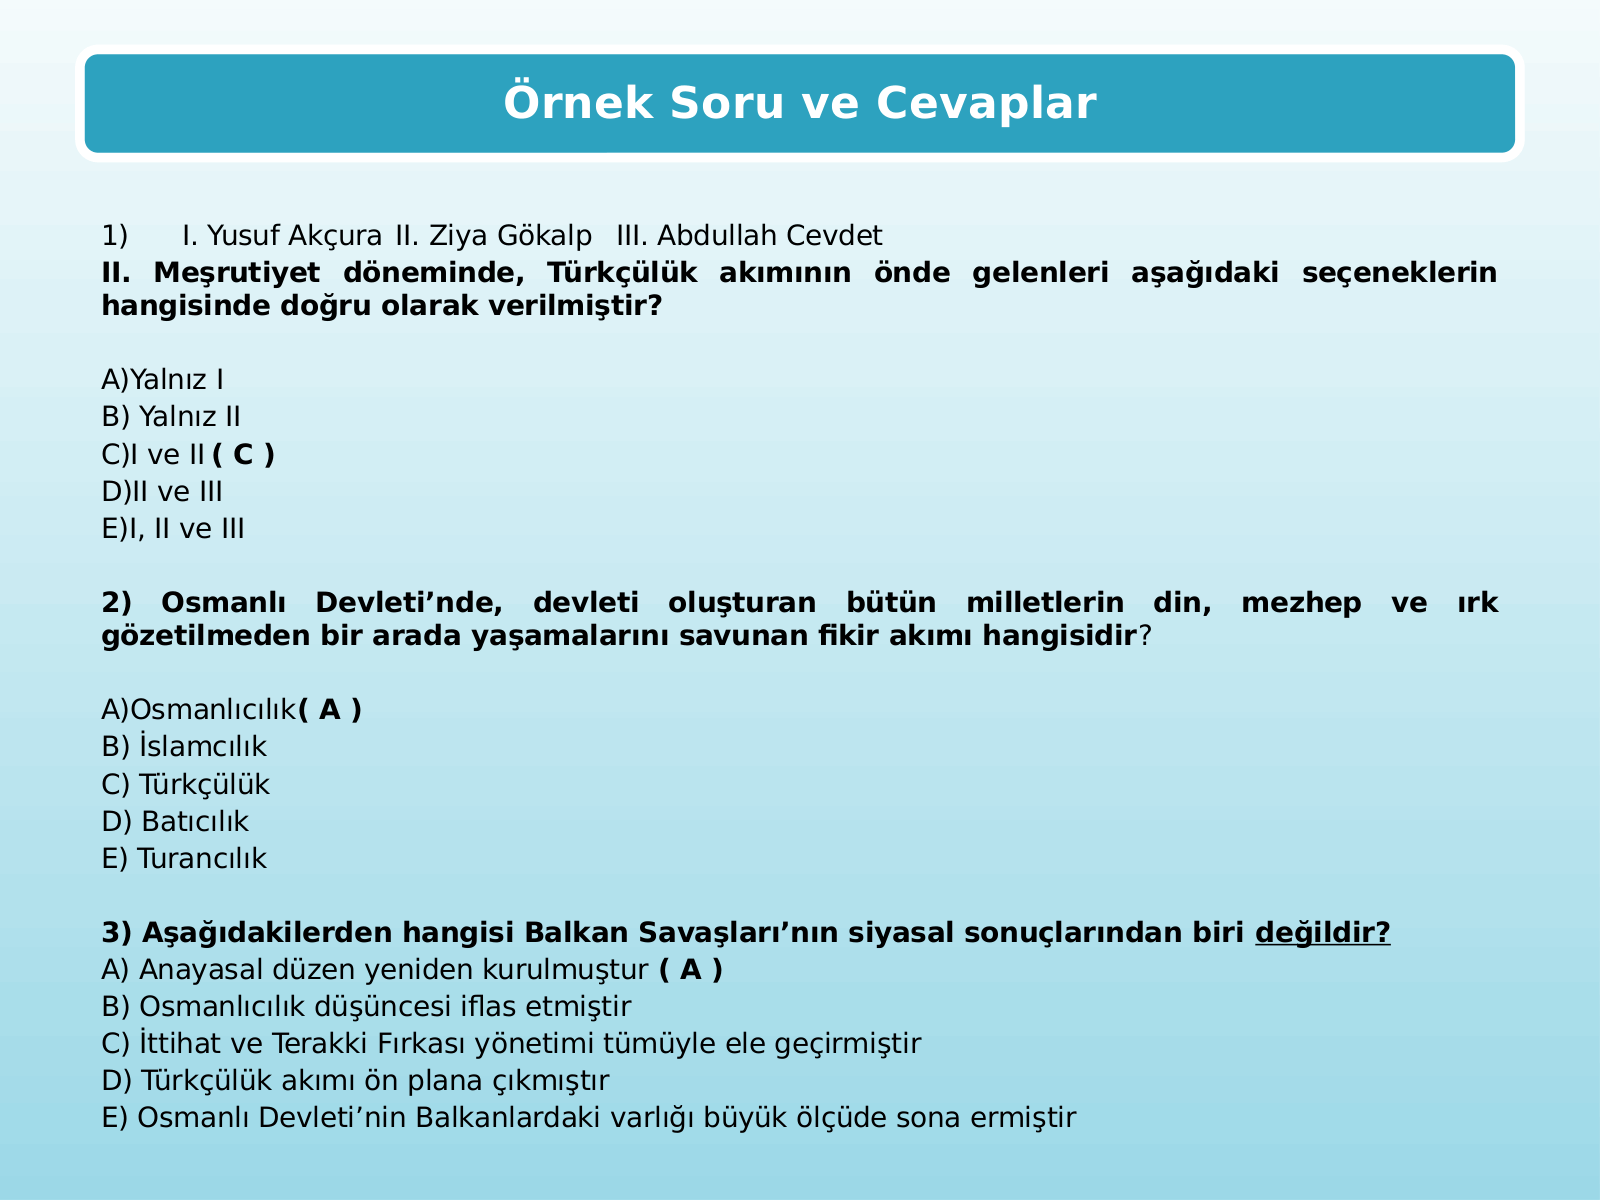 Örnek Soru ve Cevaplar
1) I. Yusuf Akçura II. Ziya Gökalp III. Abdullah Cevdet
II. Meşrutiyet döneminde, Türkçülük akımının önde gelenleri aşağıdaki seçeneklerin
hangisinde doğru olarak verilmiştir?
A)Yalnız I
B) Yalnız II
C)I ve II ( C )
D)II ve III
E)I, II ve III
2) Osmanlı Devleti’nde, devleti oluşturan bütün milletlerin din, mezhep ve ırk
gözetilmeden bir arada yaşamalarını savunan fikir akımı hangisidir?
A)Osmanlıcılık( A )
B) İslamcılık
C) Türkçülük
D) Batıcılık
E) Turancılık
3) Aşağıdakilerden hangisi Balkan Savaşları’nın siyasal sonuçlarından biri değildir?
A) Anayasal düzen yeniden kurulmuştur ( A )
B) Osmanlıcılık düşüncesi iflas etmiştir
C) İttihat ve Terakki Fırkası yönetimi tümüyle ele geçirmiştir
D) Türkçülük akımı ön plana çıkmıştır
E) Osmanlı Devleti’nin Balkanlardaki varlığı büyük ölçüde sona ermiştir